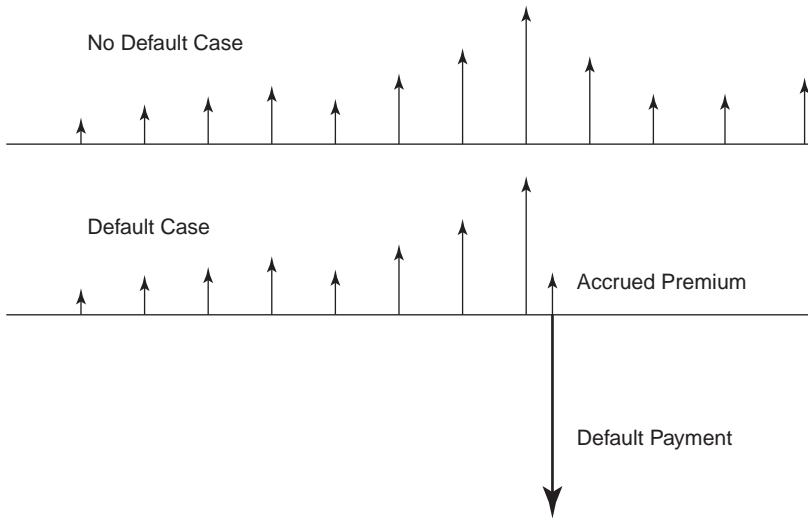 No Default Case
Default Case
Accrued Premium
Default Payment